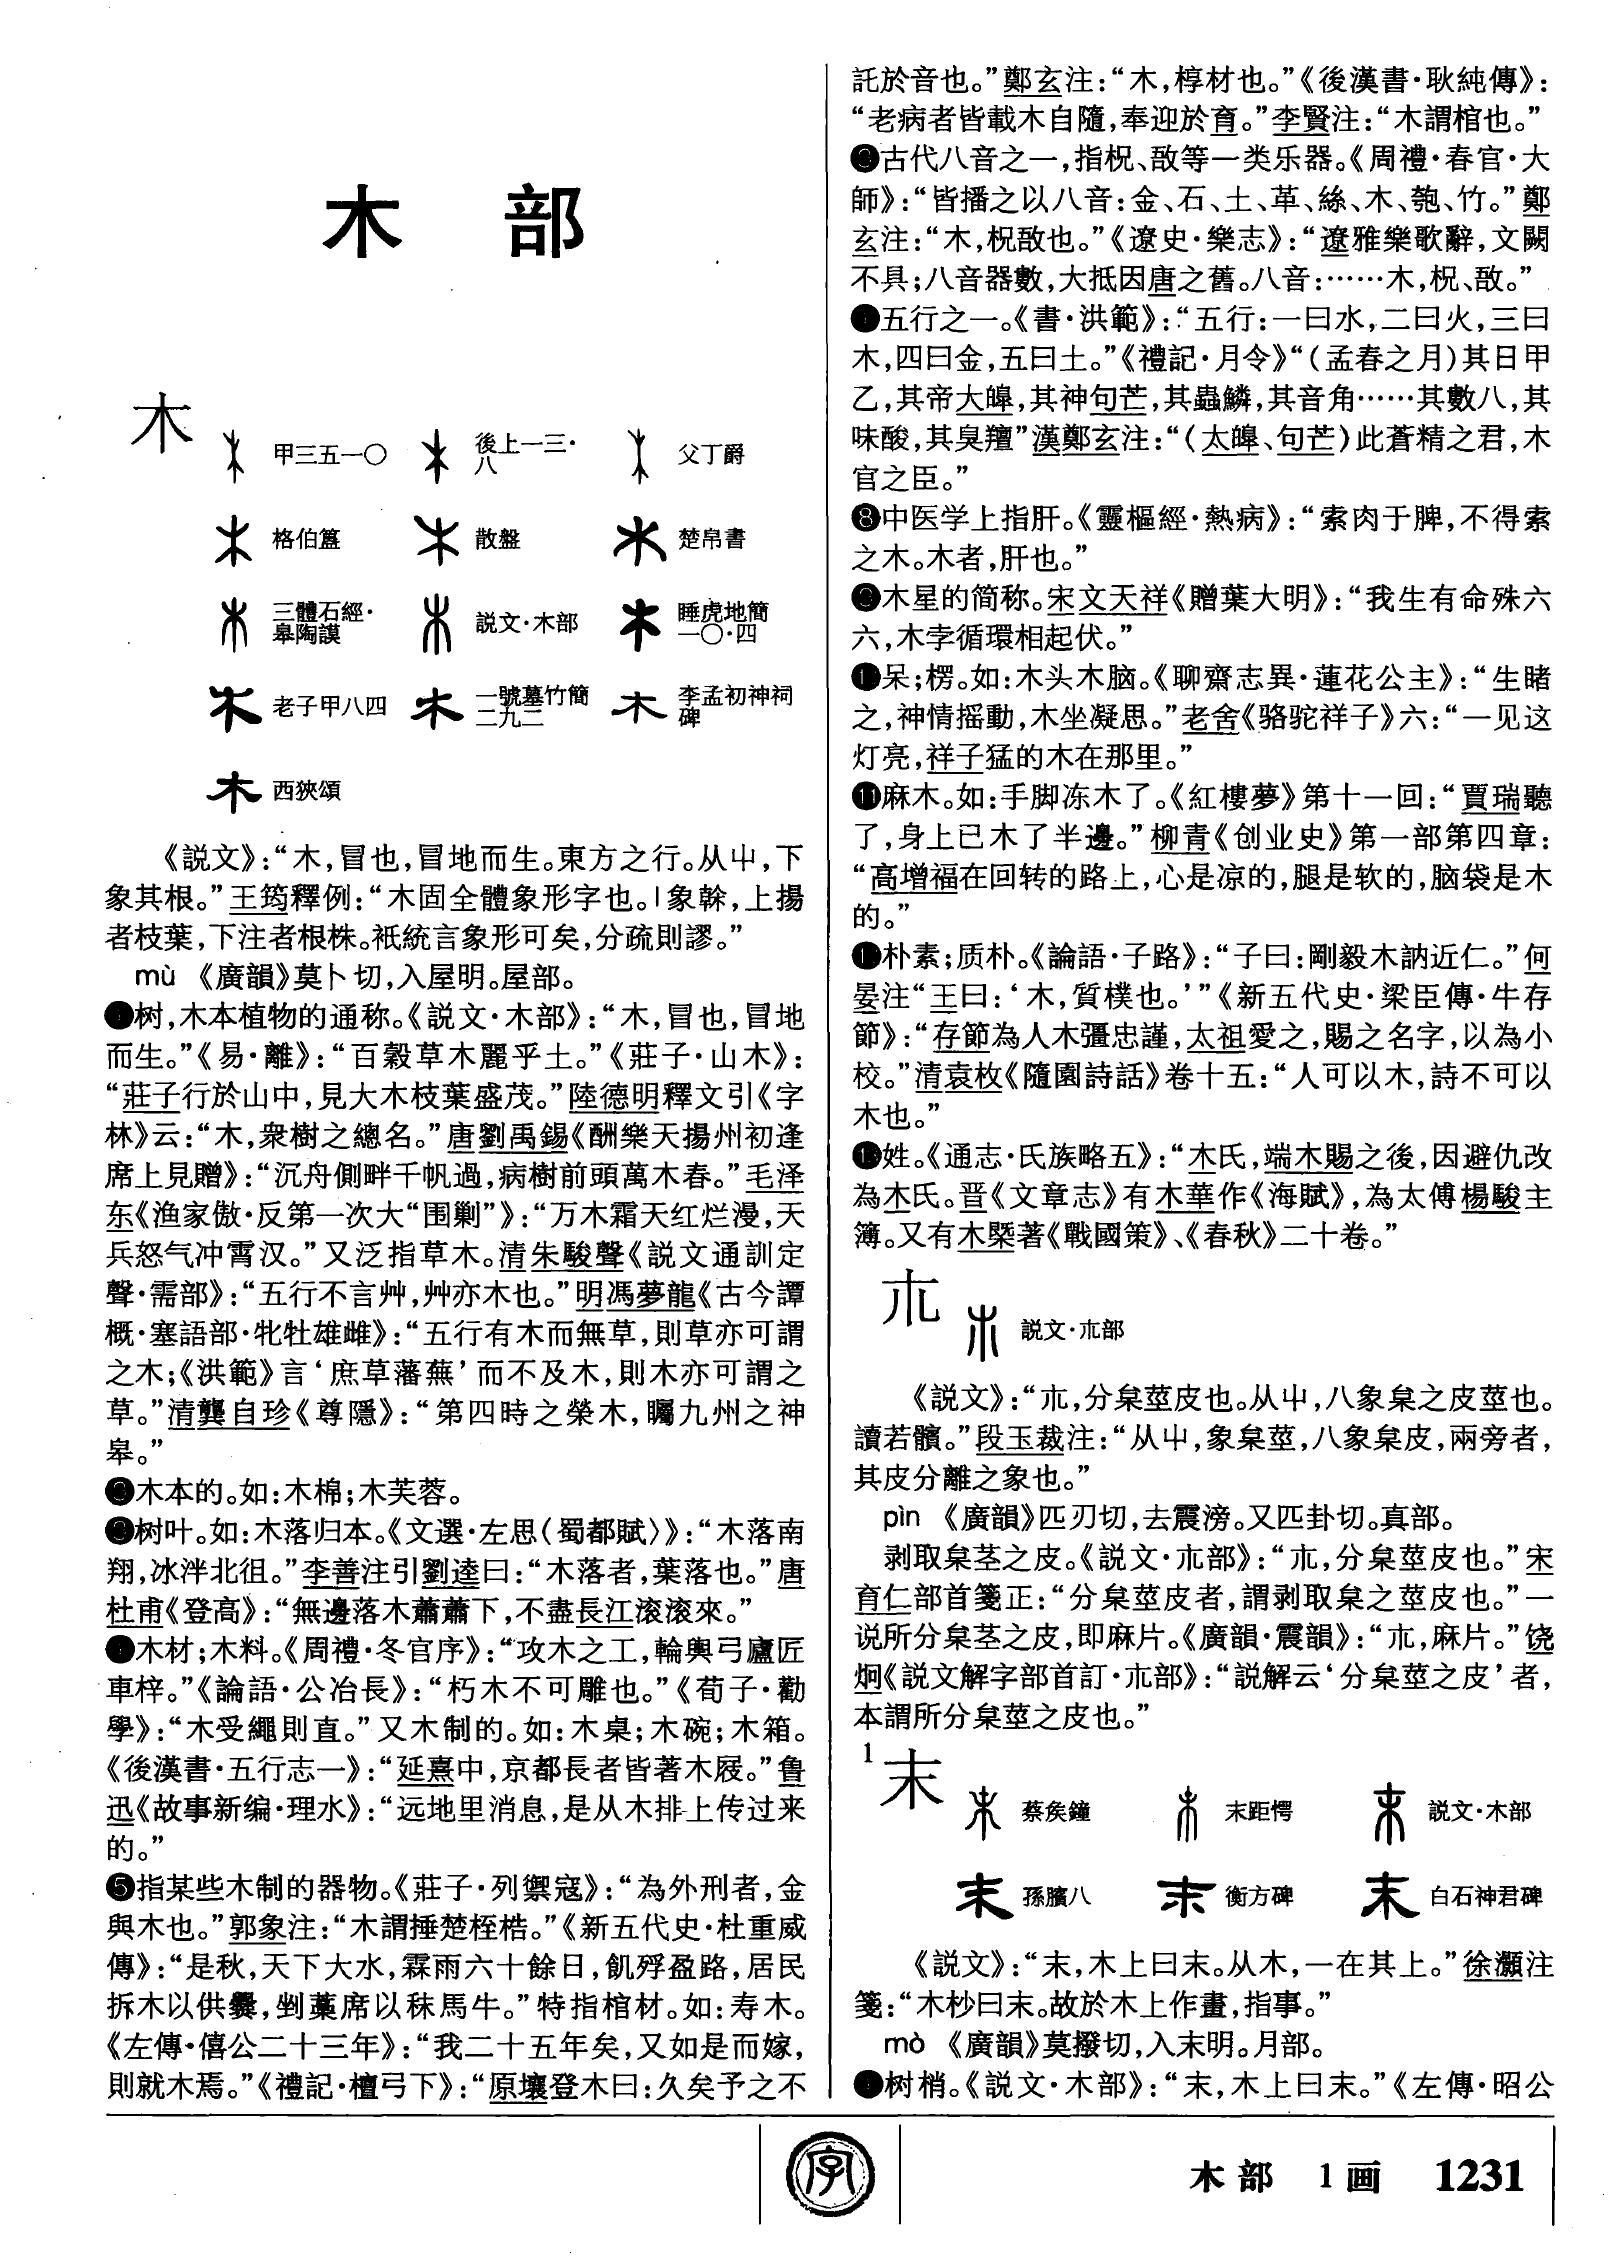 木 部
木
甲三五一〇
後上一三·
八
父丁爵
格伯簋
散盤
楚帛書
三體石經·
皋陶謨
説文·木部
睡虎地簡
一〇·四
老子甲八四
一號墓竹簡
二九二
李孟初神祠
碑
西狹頌
《説文》：“木，冒也，冒地而生。東方之行。从屮，下
象其根。”王筠釋例：“木固全體象形字也。丨象榦，上揚
者枝葉，下注者根株。衹統言象形可矣，分疏則謬。”
mù 《廣韻》莫卜切，入屋明。屋部。
❶树，木本植物的通称。《説文·木部》：“木，冒也，冒地
而生。”《易·離》：“百穀草木麗乎土。”《莊子·山木》：
“莊子行於山中，見大木枝葉盛茂。”陸德明釋文引《字
林》云：“木，衆樹之總名。”唐劉禹錫《酬樂天揚州初逢
席上見贈》：“沉舟側畔千帆過，病樹前頭萬木春。”毛泽
东《渔家傲·反第一次大“围剿”》：“万木霜天红烂漫，天
兵怒气冲霄汉。”又泛指草木。清朱駿聲《説文通訓定
聲·需部》：“五行不言艸，艸亦木也。”明馮夢龍《古今譚
概·塞語部·牝牡雄雌》：“五行有木而無草，則草亦可謂
之木；《洪範》言‘庶草蕃蕪’而不及木，則木亦可謂之
草。”清龔自珍《尊隱》：“第四時之榮木，矚九州之神
皋。”
❷木本的。如：木棉；木芙蓉。
❸树叶。如：木落归本。《文選·左思〈蜀都賦〉》：“木落南
翔，冰泮北徂。”李善注引劉逵曰：“木落者，葉落也。”唐
杜甫《登高》：“無邊落木蕭蕭下，不盡長江滚滚來。”
❹木材；木料。《周禮·冬官序》：“攻木之工，輪輿弓廬匠
車梓。”《論語·公冶長》：“朽木不可雕也。”《荀子·勸
學》：“木受繩則直。”又木制的。如：木桌；木碗；木箱。
《後漢書·五行志一》：“延熹中，京都長者皆著木屐。”鲁
迅《故事新编·理水》：“远地里消息，是从木排上传过来
的。”
❺指某些木制的器物。《莊子·列禦寇》：“為外刑者，金
與木也。”郭象注：“木謂捶楚桎梏。”《新五代史·杜重威
傳》：“是秋，天下大水，霖雨六十餘日，飢殍盈路，居民
拆木以供爨，剉藁席以秣馬牛。”特指棺材。如：寿木。
《左傳·僖公二十三年》：“我二十五年矣，又如是而嫁，
則就木焉。”《禮記·檀弓下》：“原壤登木曰：久矣予之不
託於音也。”鄭玄注：“木，椁材也。”《後漢書·耿純傳》：
“老病者皆載木自隨，奉迎於育。”李賢注：“木謂棺也。”
❻古代八音之一，指柷、敔等一类乐器。《周禮·春官·大
師》：“皆播之以八音：金、石、土、革、絲、木、匏、竹。”鄭
玄注：“木，柷敔也。”《遼史·樂志》：“遼雅樂歌辭，文闕
不具；八音器數，大抵因唐之舊。八音：……木，柷、敔。”
❼五行之一。《書·洪範》：“五行：一曰水，二曰火，三曰
木，四曰金，五曰土。”《禮記·月令》“（孟春之月）其日甲
乙，其帝大皞，其神句芒，其蟲鱗，其音角……其數八，其
味酸，其臭羶”漢鄭玄注：“（太皞、句芒）此蒼精之君，木
官之臣。”
❽中医学上指肝。《靈樞經·熱病》：“索肉于脾，不得索
之木。木者，肝也。”
❾木星的简称。宋文天祥《贈葉大明》：“我生有命殊六
六，木孛循環相起伏。”
❿呆；愣。如：木头木脑。《聊齋志異·蓮花公主》：“生睹
之，神情摇動，木坐凝思。”老舍《骆驼祥子》六：“一见这
灯亮，祥子猛的木在那里。”
⓫麻木。如：手脚冻木了。《紅樓夢》第十一回：“賈瑞聽
了，身上已木了半邊。”柳青《创业史》第一部第四章：
“高增福在回转的路上，心是凉的，腿是软的，脑袋是木
的。”
⓬朴素；质朴。《論語·子路》：“子曰：剛毅木訥近仁。”何
晏注“王曰：‘木，質樸也。’”《新五代史·梁臣傳·牛存
節》：“存節為人木彊忠謹，太祖愛之，賜之名字，以為小
校。”清袁枚《隨園詩話》卷十五：“人可以木，詩不可以
木也。”
⓭姓。《通志·氏族略五》：“木氏，端木賜之後，因避仇改
為木氏。晋《文章志》有木華作《海賦》，為太傅楊駿主
簿。又有木槩著《戰國策》、《春秋》二十卷。”
𣎳
説文·𣎳部
《説文》：“𣎳，分枲莖皮也。从屮，八象枲之皮莖也。
讀若髕。”段玉裁注：“从屮，象枲莖，八象枲皮，兩旁者，
其皮分離之象也。”
pìn 《廣韻》匹刃切，去震滂。又匹卦切。真部。
剥取枲茎之皮。《説文·𣎳部》：“𣎳，分枲莖皮也。”宋
育仁部首箋正：“分枲莖皮者，謂剥取枲之莖皮也。”一
说所分枲茎之皮，即麻片。《廣韻·震韻》：“𣎳，麻片。”饶
炯《説文解字部首訂·𣎳部》：“説解云‘分枲莖之皮’者，
本謂所分枲莖之皮也。”
1
末
蔡侯鐘
末距愕
説文·木部
孫臏八
衡方碑
白石神君碑
《説文》：“末，木上曰末。从木，一在其上。”徐灝注
箋：“木杪曰末。故於木上作畫，指事。”
mò 《廣韻》莫撥切，入末明。月部。
❶树梢。《説文·木部》：“末，木上曰末。”《左傳·昭公
字
木部 1画 1231